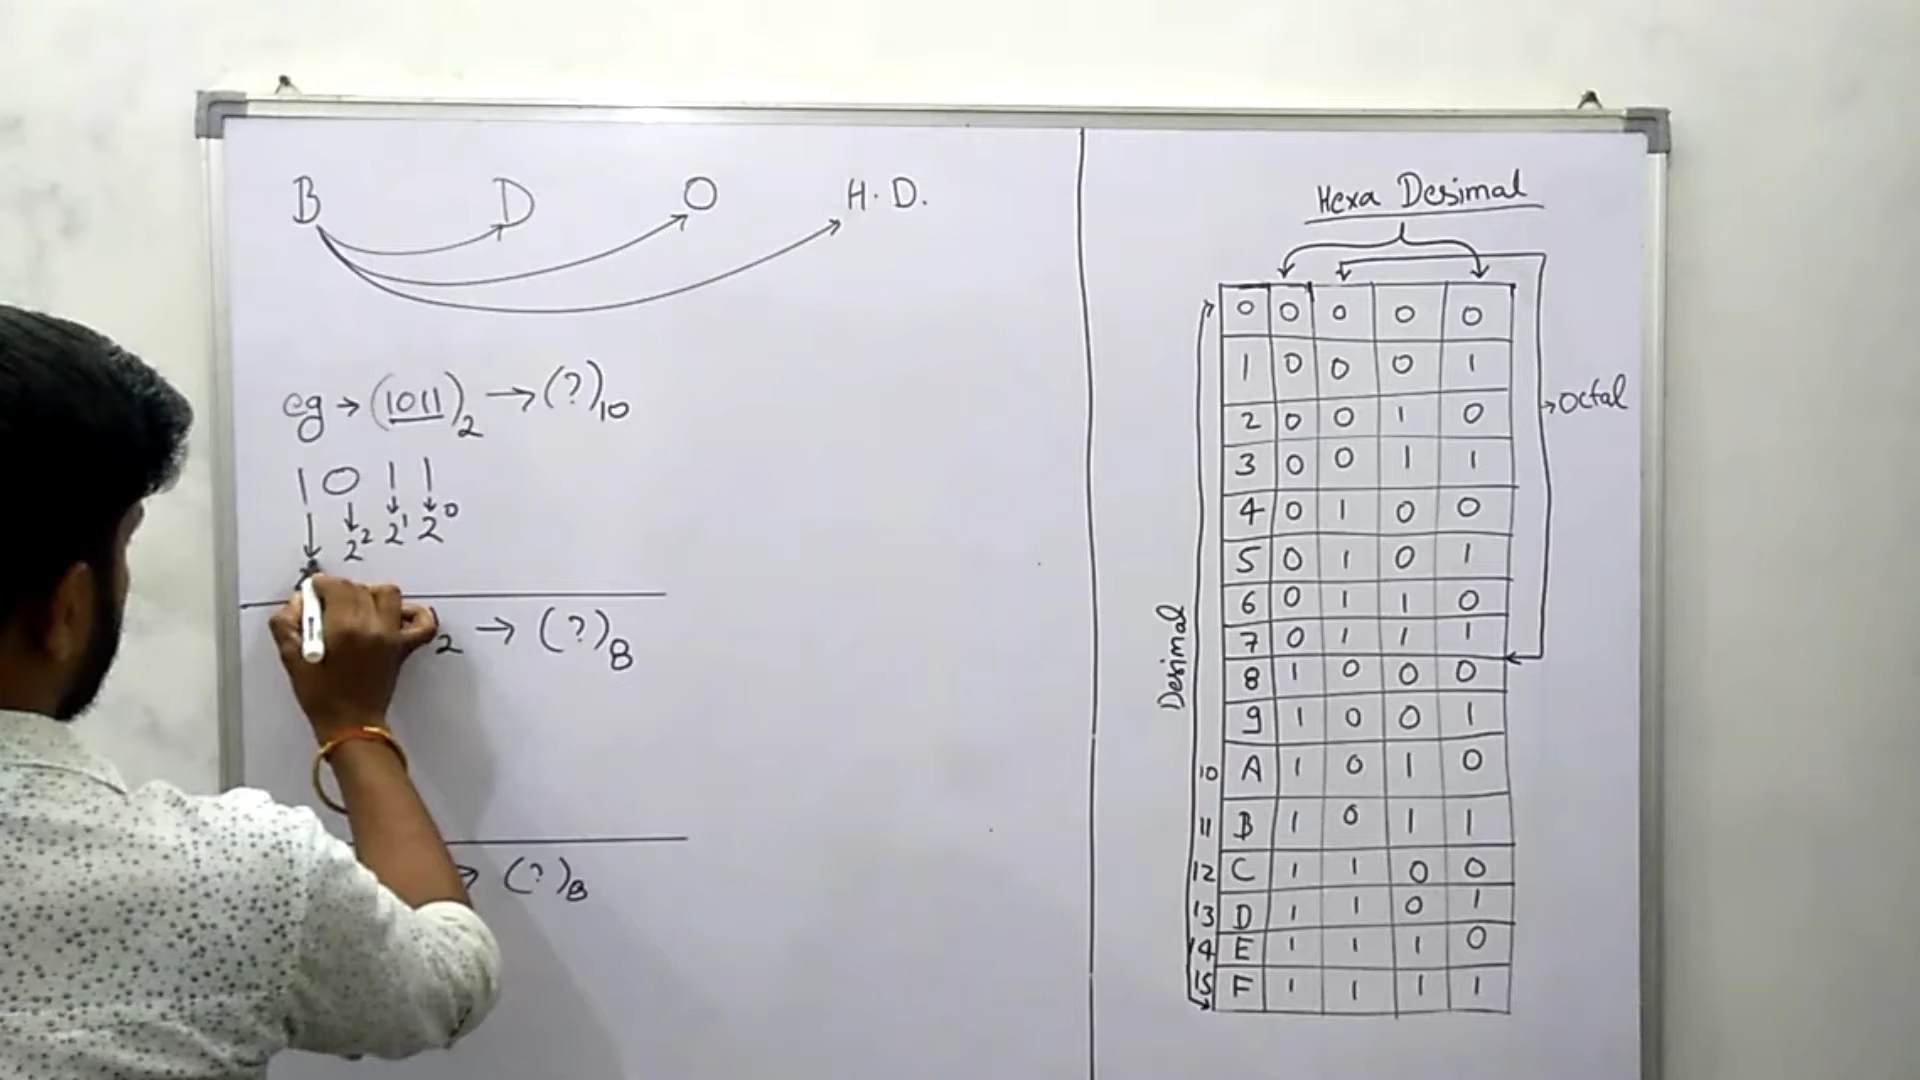 B D O H.D.
eg → (1011)2 → (?)10
1 0 1 1
2² 2¹ 2⁰
2 → (?)8
→ (?)8
Hexa Desimal
Octal
Desimal
0 0 0 0 0
1 0 0 0 1
2 0 0 1 0
3 0 0 1 1
4 0 1 0 0
5 0 1 0 1
6 0 1 1 0
7 0 1 1 1
8 1 0 0 0
9 1 0 0 1
10 A 1 0 1 0
11 B 1 0 1 1
12 C 1 1 0 0
13 D 1 1 0 1
14 E 1 1 1 0
15 F 1 1 1 1